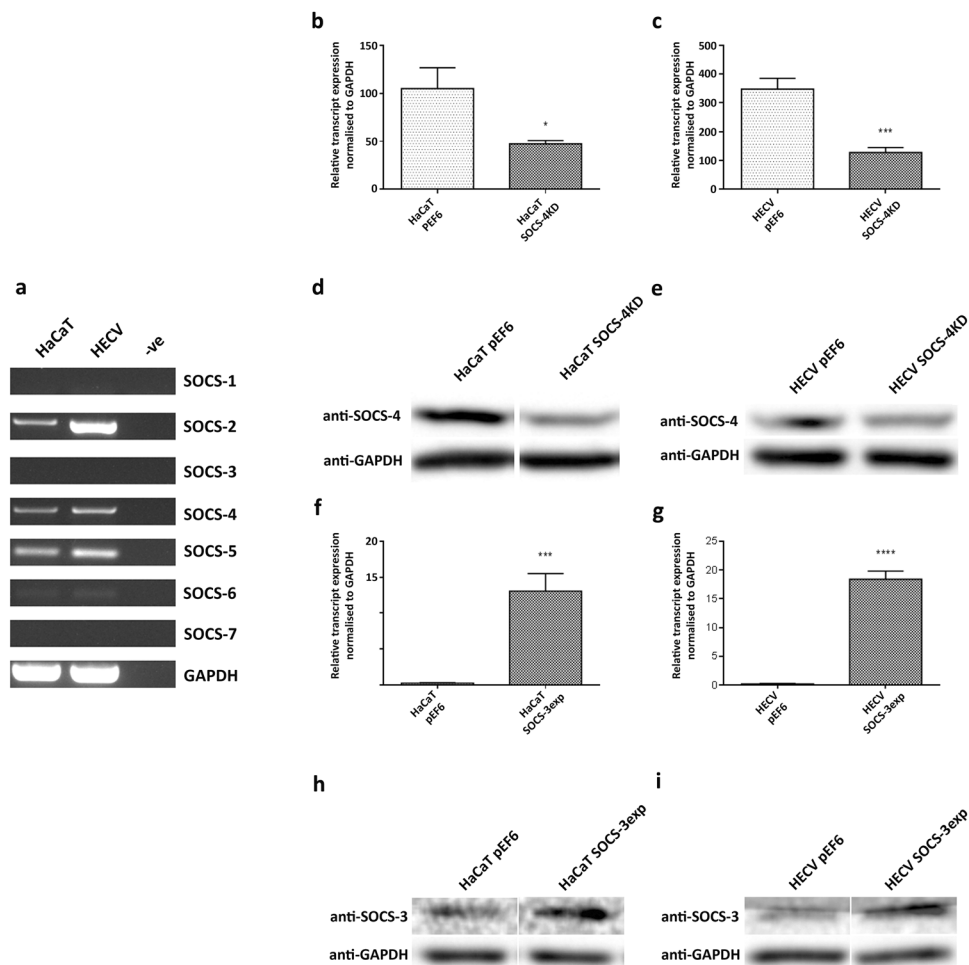 b
Relative transcript expression
normalised to GAPDH
150
100
50
0
*
HaCaT
PEF6
HaCaT
SOCS-4KD
c
Relative transcript expression
normalised to GAPDH
500
400
300
200
100
0
***
HECV
pEF6
HECV
SOCS-4KD
a
HaCaT
HECV
-ve
SOCS-1
SOCS-2
SOCS-3
SOCS-4
SOCS-5
SOCS-6
SOCS-7
GAPDH
d
HaCaT pEF6
HaCaT SOCS-4KD
anti-SOCS-4
anti-GAPDH
e
HECV pEF6
HECV SOCS-4KD
anti-SOCS-4
anti-GAPDH
f
Relative transcript expression
normalised to GAPDH
20
15
0
***
HaCaT
pEF6
HaCaT
SOCS-3exp
g
Relative transcript expression
normalised to GAPDH
25
20
15
10
5
0
****
HECV
pEF6
HECV
SOCS-3exp
h
HaCaT pEF6
HaCaT SOCS-3exp
anti-SOCS-3
anti-GAPDH
i
HECV pEF6
HECV SOCS-3exp
anti-SOCS-3
anti-GAPDH